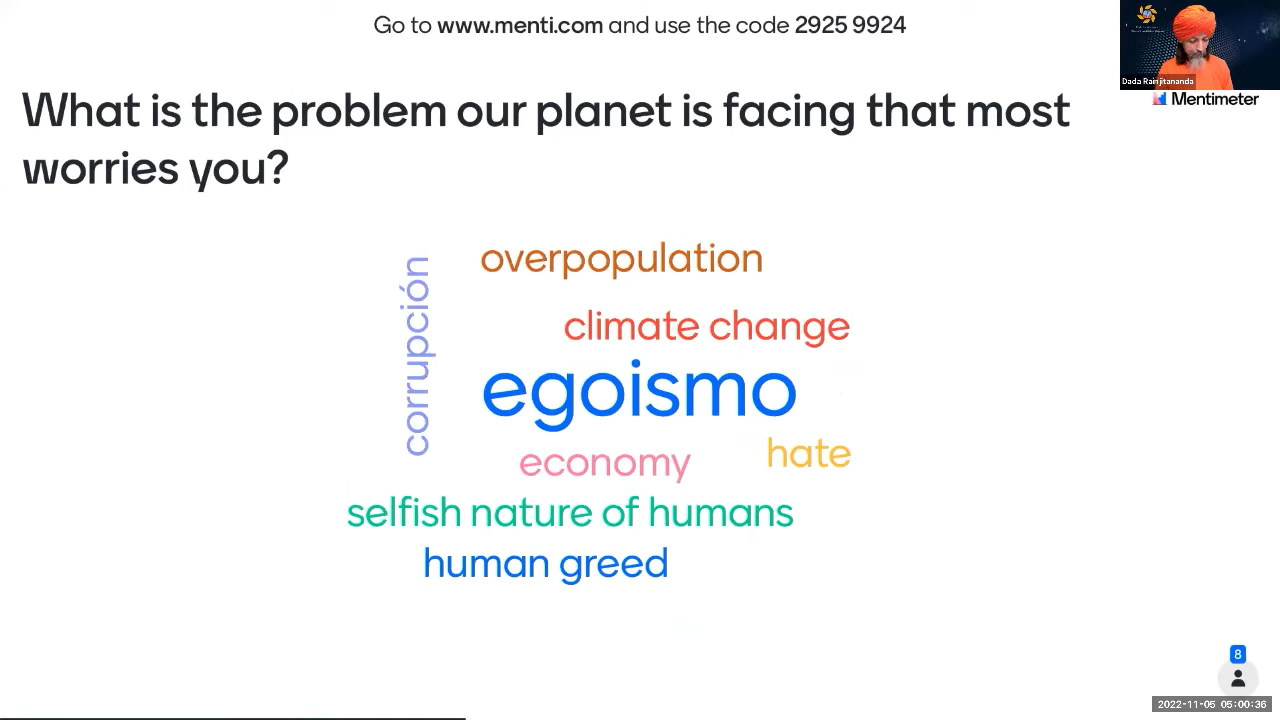 Go to www.menti.com and use the code 2925 9924
Dada Rainjitananda
Mentimeter
What is the problem our planet is facing that most
worries you?
corrupción
overpopulation
climate change
egoismo
hate
economy
selfish nature of humans
human greed
8
2022-11-05 05:00:36